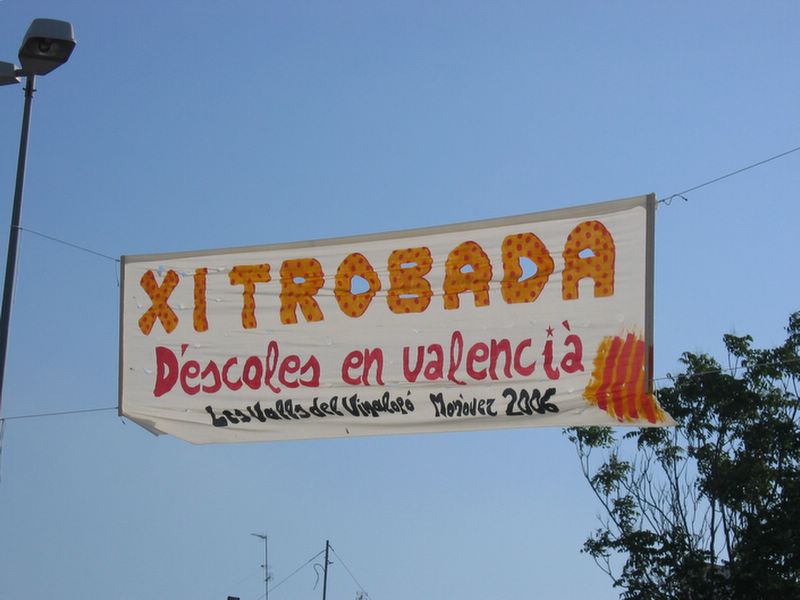 XI TROBADA
D'escoles en valencià
Les Valls del Vinalopó Monòver 2006